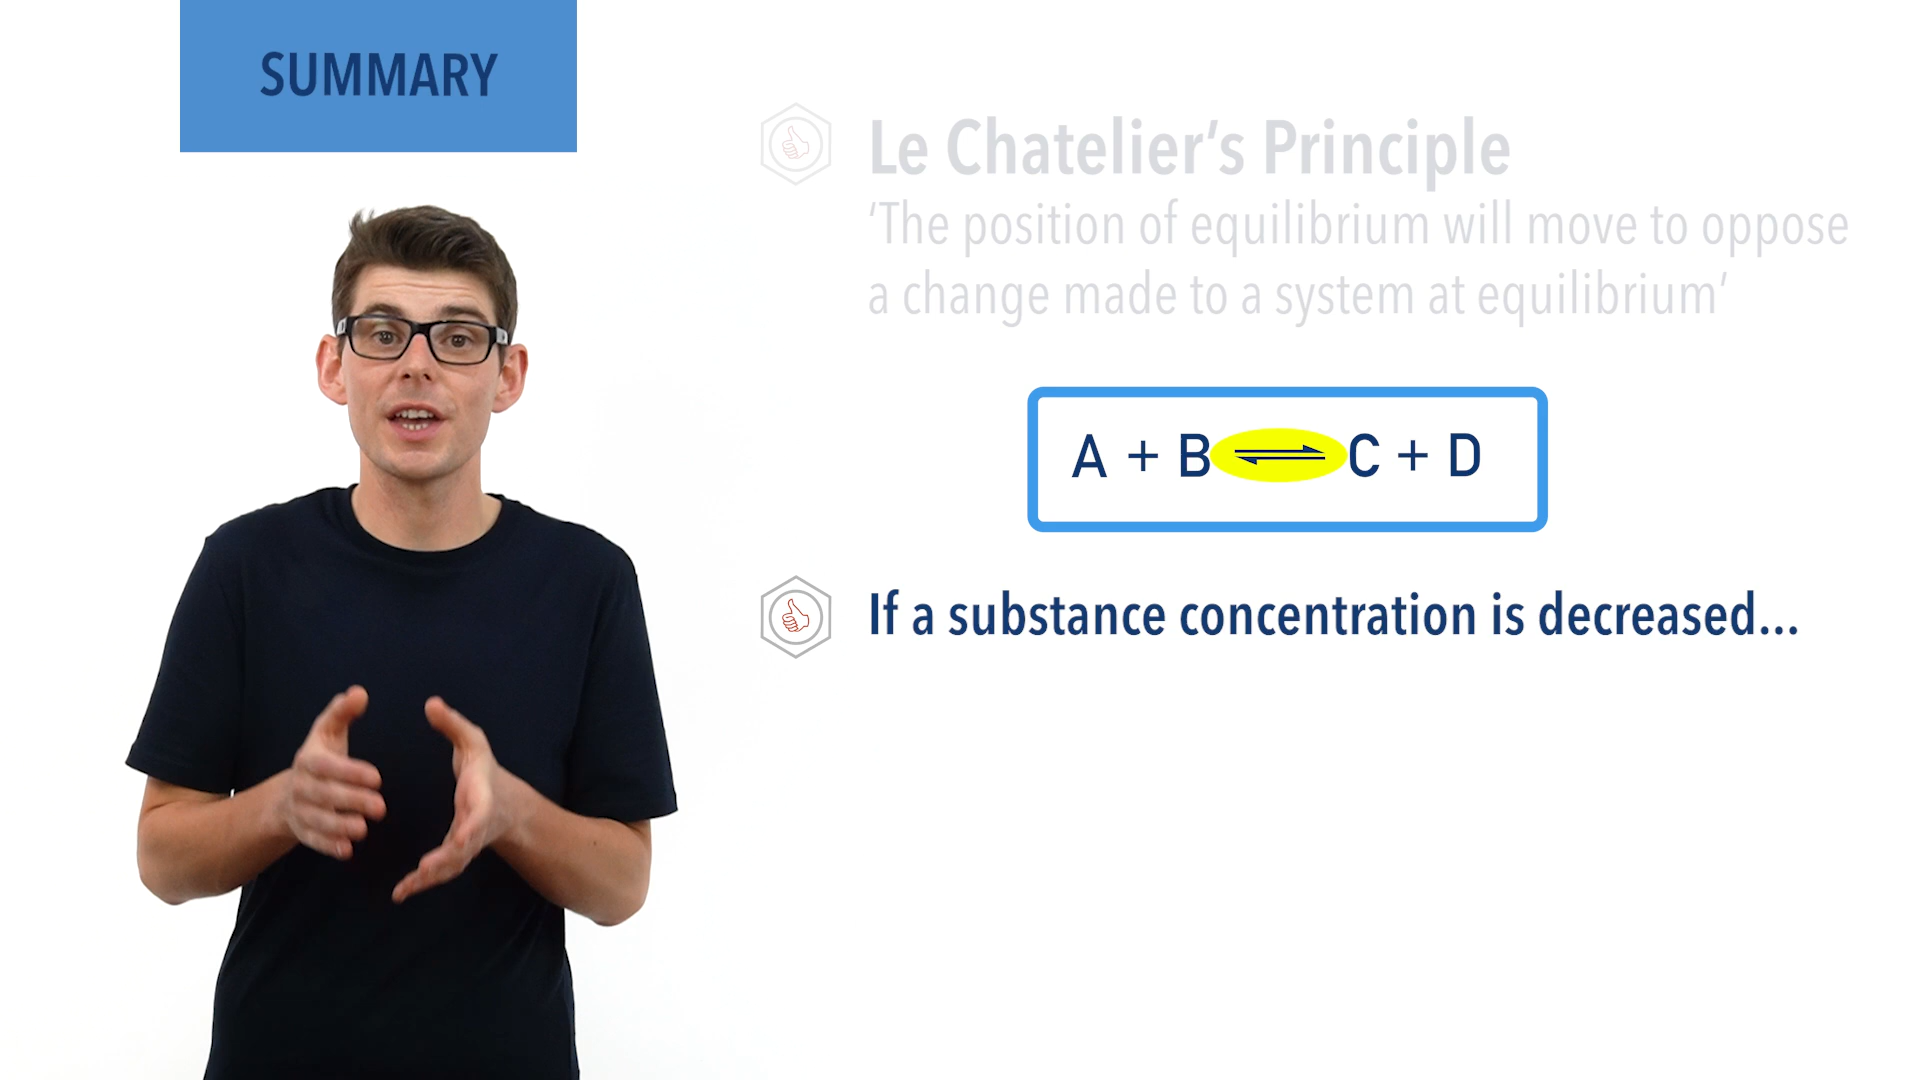 SUMMARY
Le Chatelier’s Principle
‘The position of equilibrium will move to oppose
a change made to a system at equilibrium’
A + B ⇌ C + D
If a substance concentration is decreased...